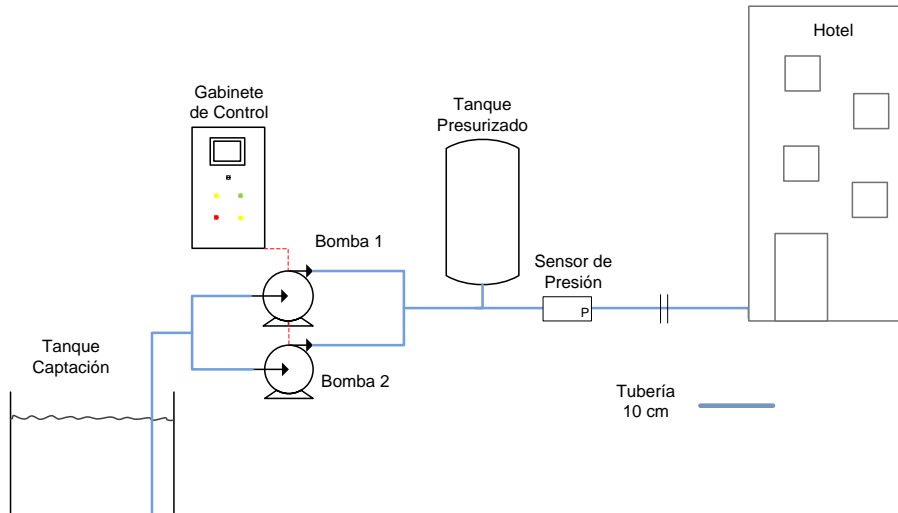 Hotel
Gabinete
de Control
Tanque
Presurizado
Bomba 1
Sensor de
Presión
P
Tanque
Captación
Bomba 2
Tubería
10 cm